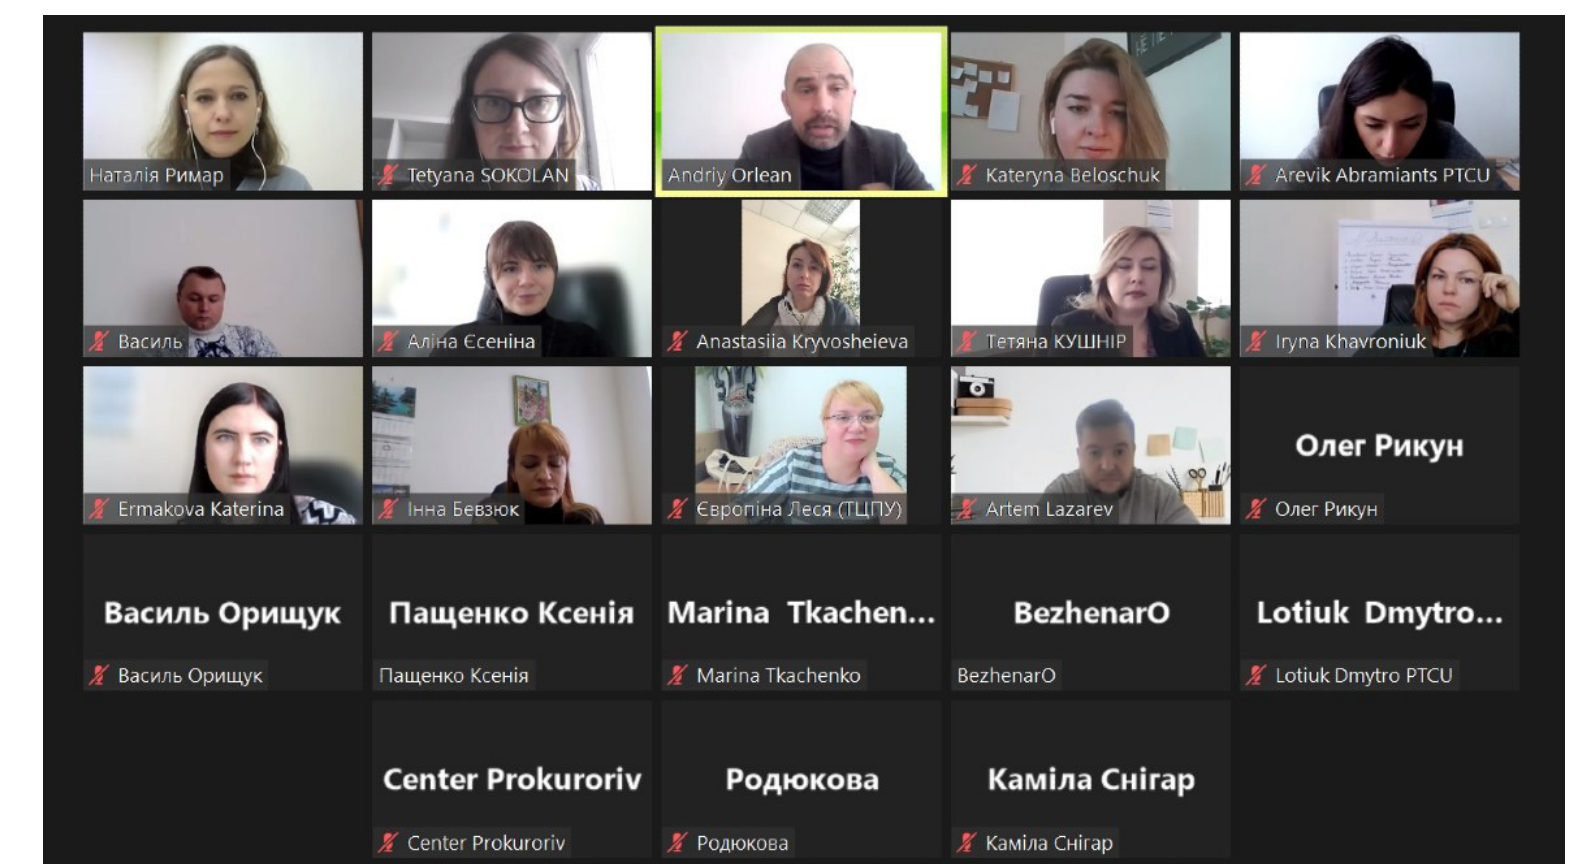 Наталія Римар
Tetyana SOKOLAN
Andriy Orlean
Kateryna Beloschuk
Arevik Abramiants PTCU
Василь
Аліна Єсеніна
Anastasiia Kryvosheieva
Тетяна КУШНІР
Iryna Khavroniuk
Ermakova Katerina
Інна Бевзюк
Європіна Леся (ТЦПУ)
Artem Lazarev
Олег Рикун
Олег Рикун
Василь Орищук
Василь Орищук
Пащенко Ксенія
Пащенко Ксенія
Marina Tkachen...
Marina Tkachenko
BezhenarO
BezhenarO
Lotiuk Dmytro...
Lotiuk Dmytro PTCU
Center Prokuroriv
Center Prokuroriv
Родюкова
Родюкова
Каміла Снігар
Каміла Снігар